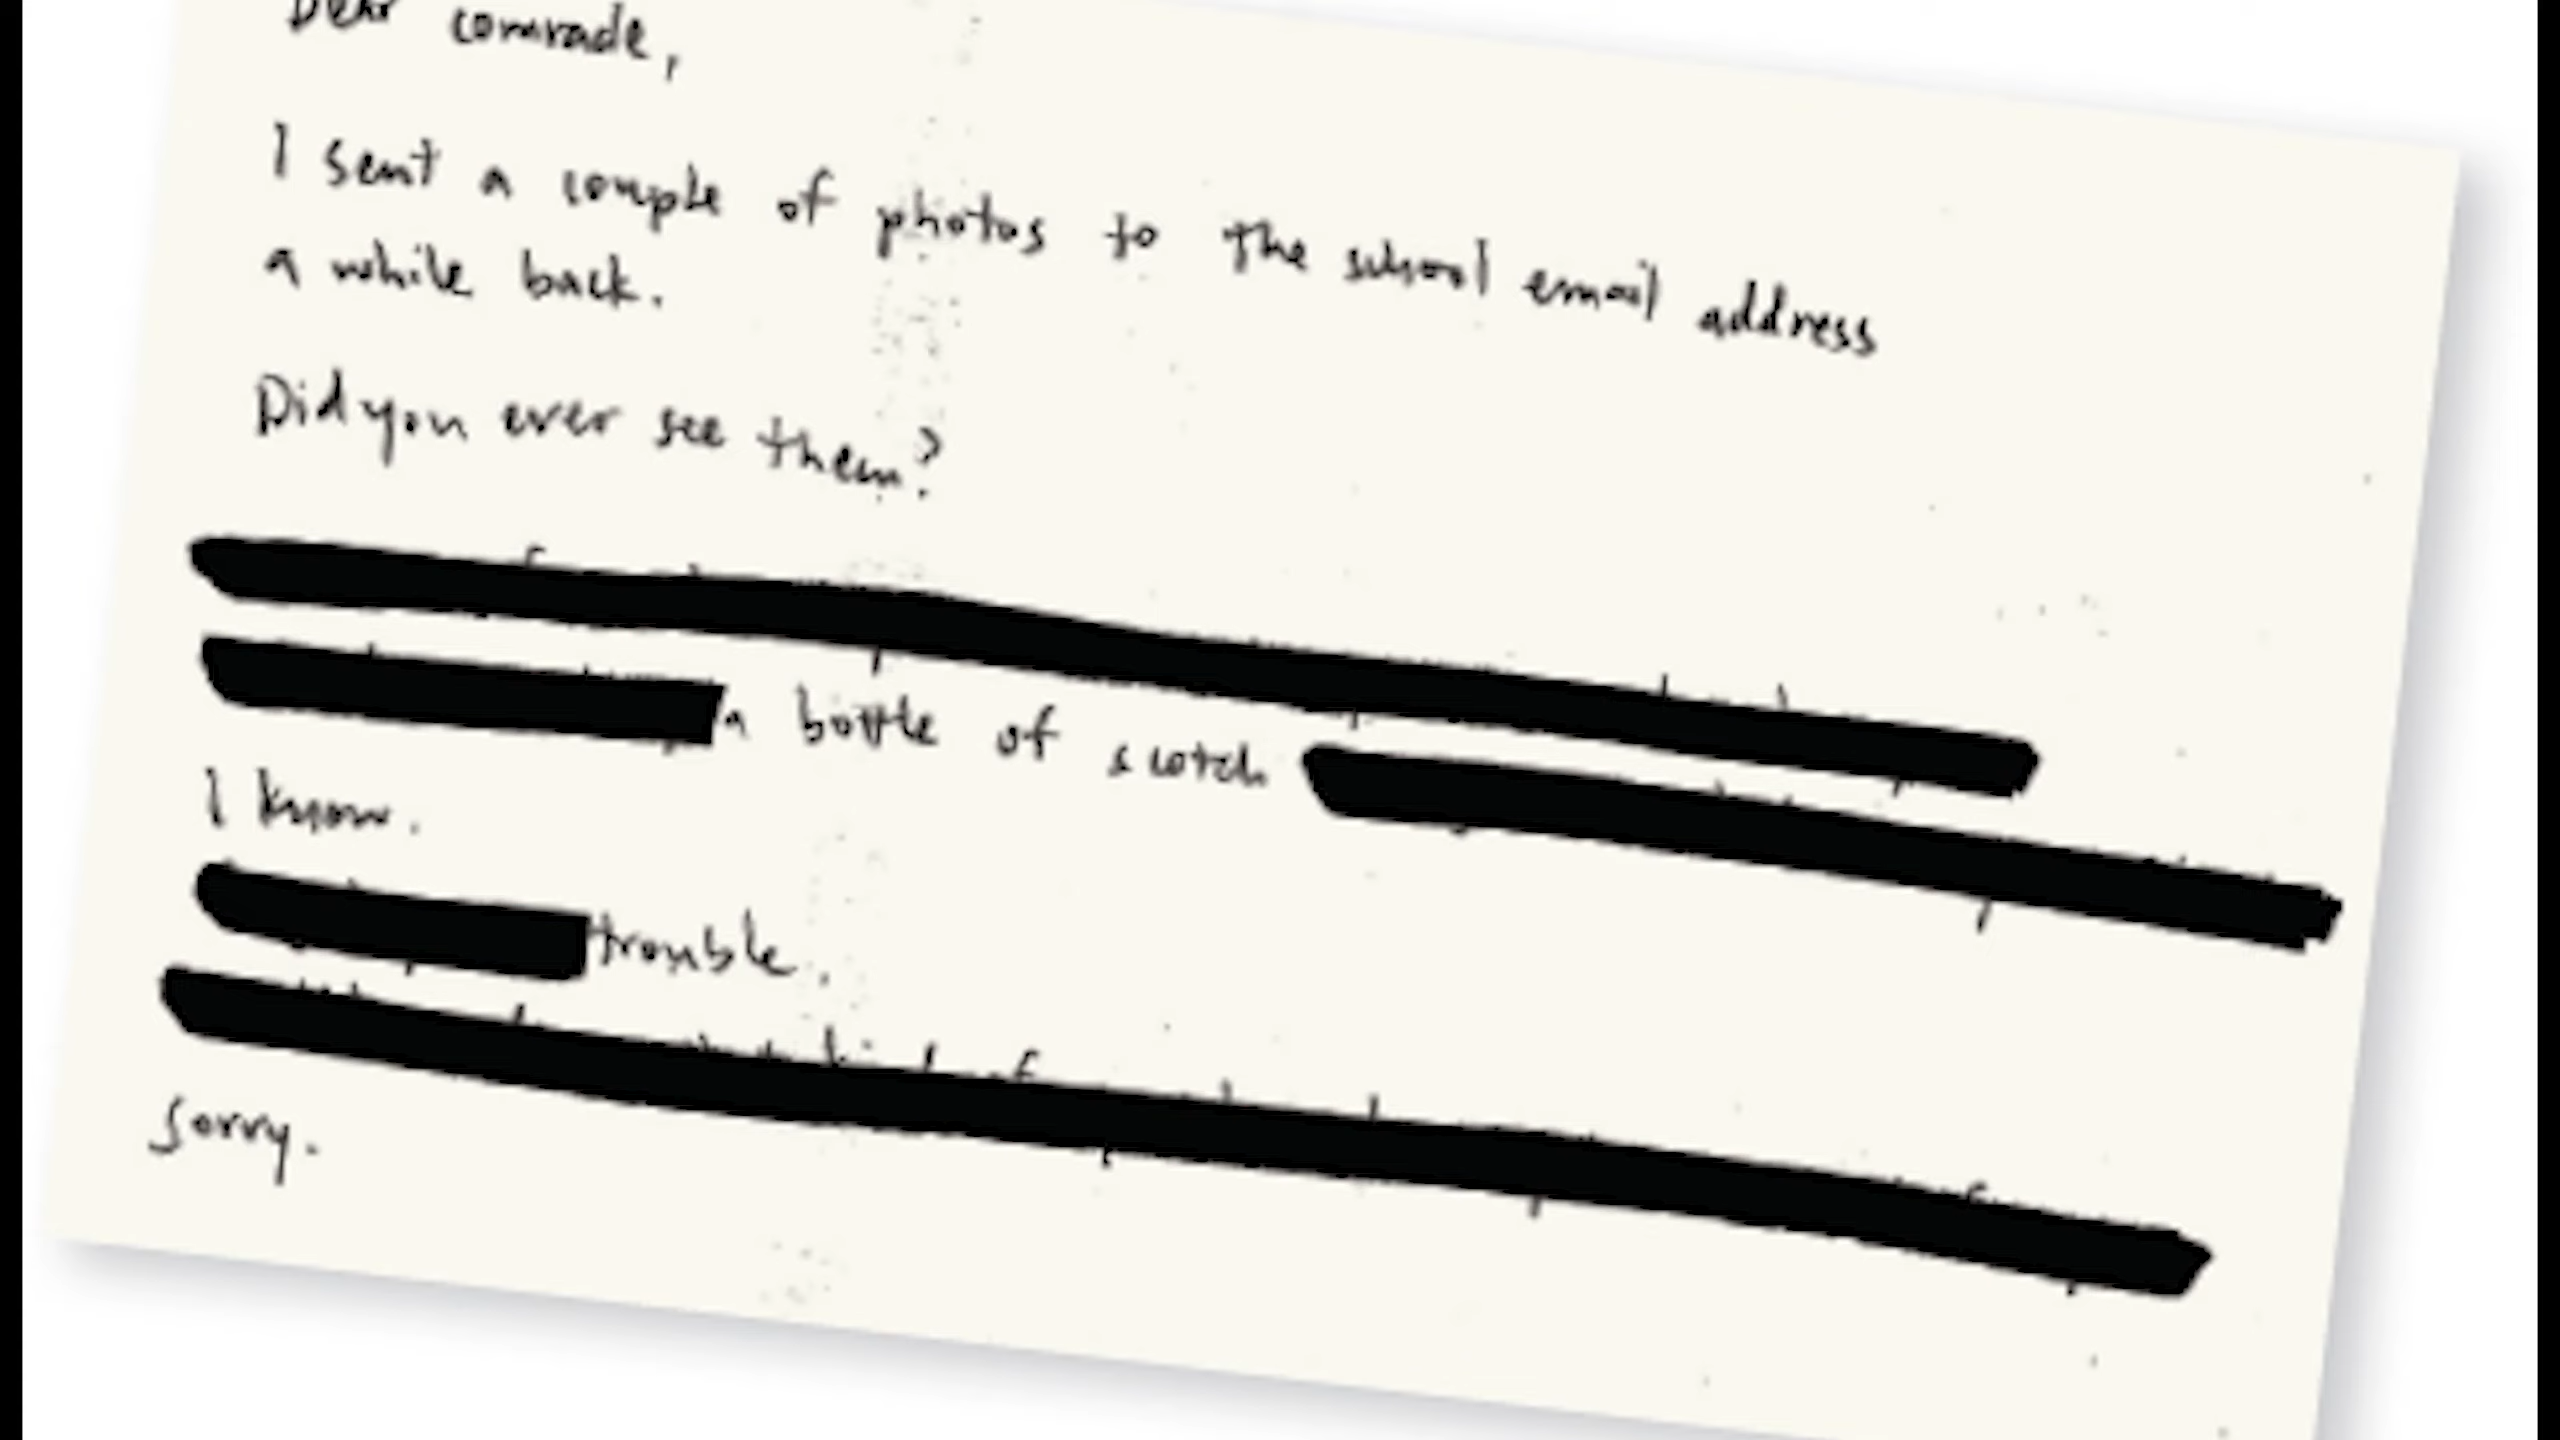 Dear comrade,
I sent a couple of photos to the school email address
a while back.
Did you ever see them?
a bottle of scotch
I know.
trouble.
Sorry.